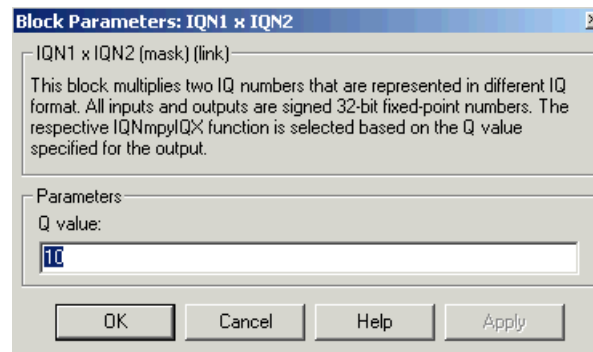 Block Parameters: IQN1 x IQN2
IQN1 x IQN2 (mask) (link)
This block multiplies two IQ numbers that are represented in different IQ
format. All inputs and outputs are signed 32-bit fixed-point numbers. The
respective IQNmpyIQX function is selected based on the Q value
specified for the output.
Parameters
Q value:
10
OK Cancel Help Apply